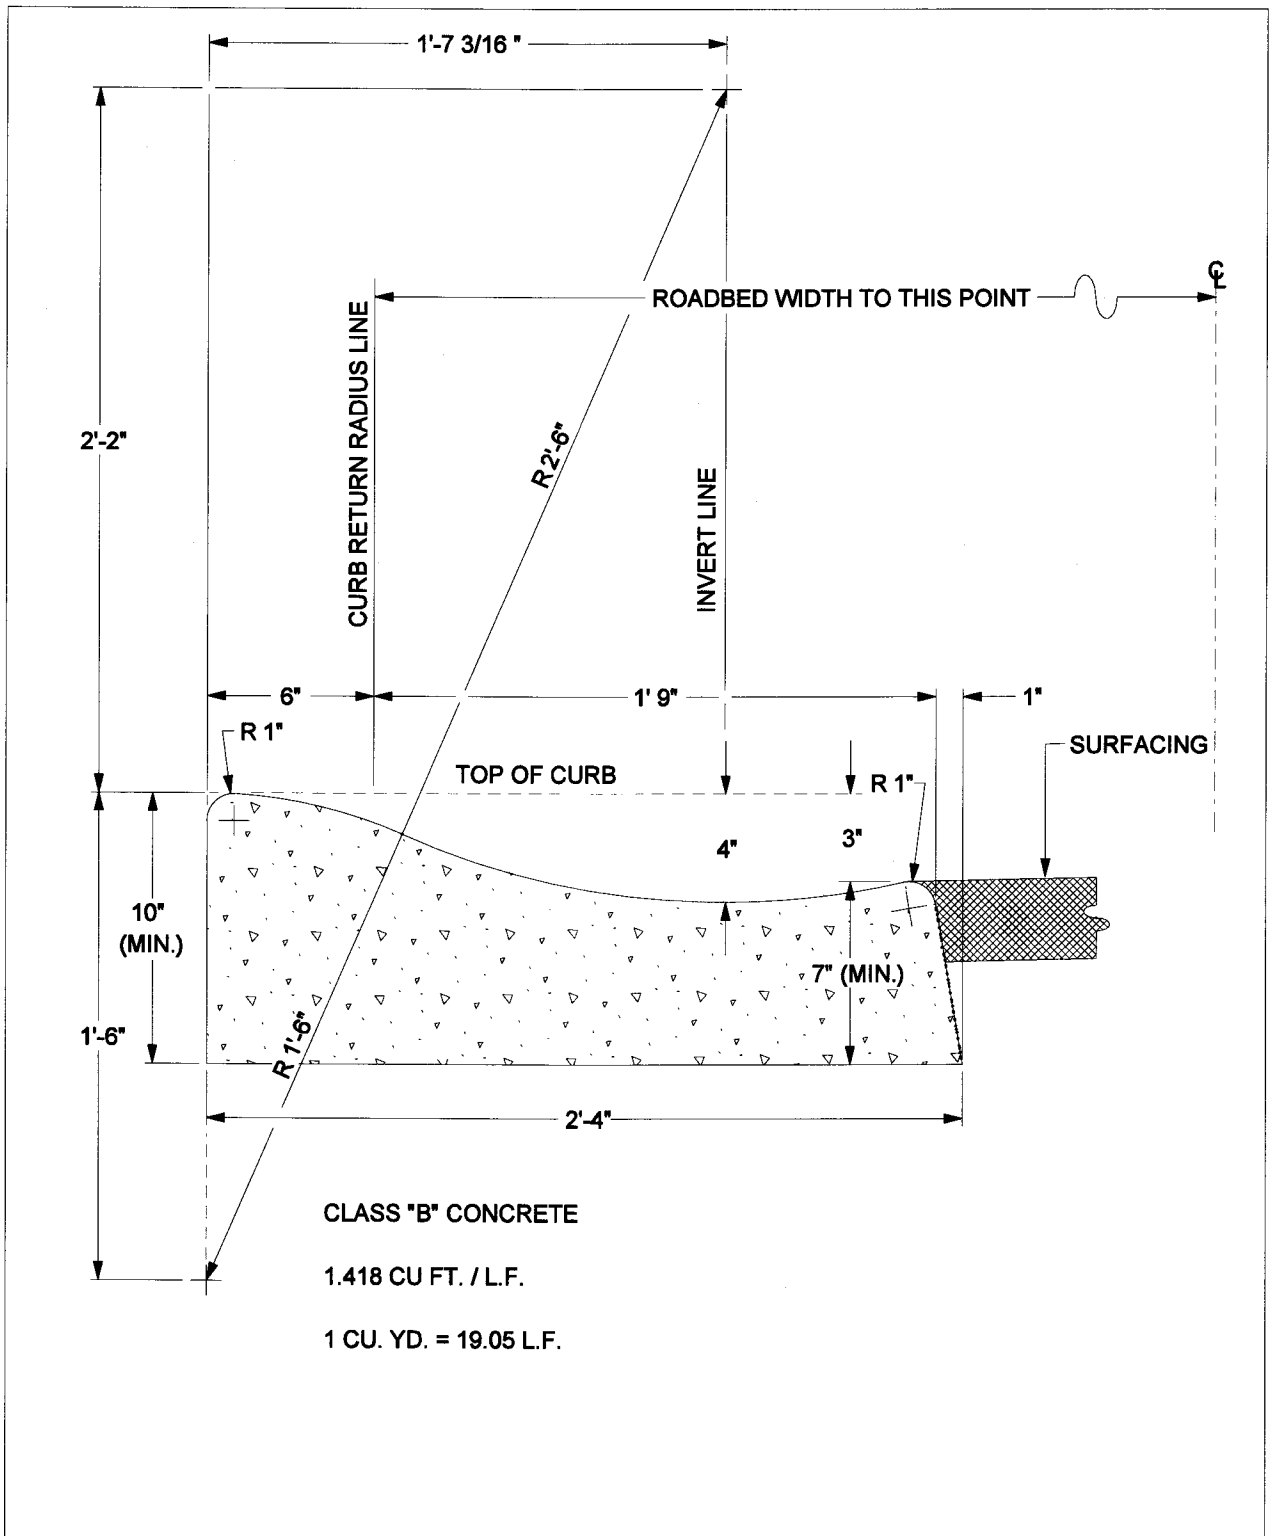 1'-7 3/16 "
℄
ROADBED WIDTH TO THIS POINT
CURB RETURN RADIUS LINE
2'-2"
R 2'-6"
INVERT LINE
6"
1' 9"
1"
R 1"
SURFACING
TOP OF CURB
R 1"
4"
3"
10"
(MIN.)
7" (MIN.)
1'-6"
R 1'-6"
2'-4"
CLASS "B" CONCRETE
1.418 CU FT. / L.F.
1 CU. YD. = 19.05 L.F.